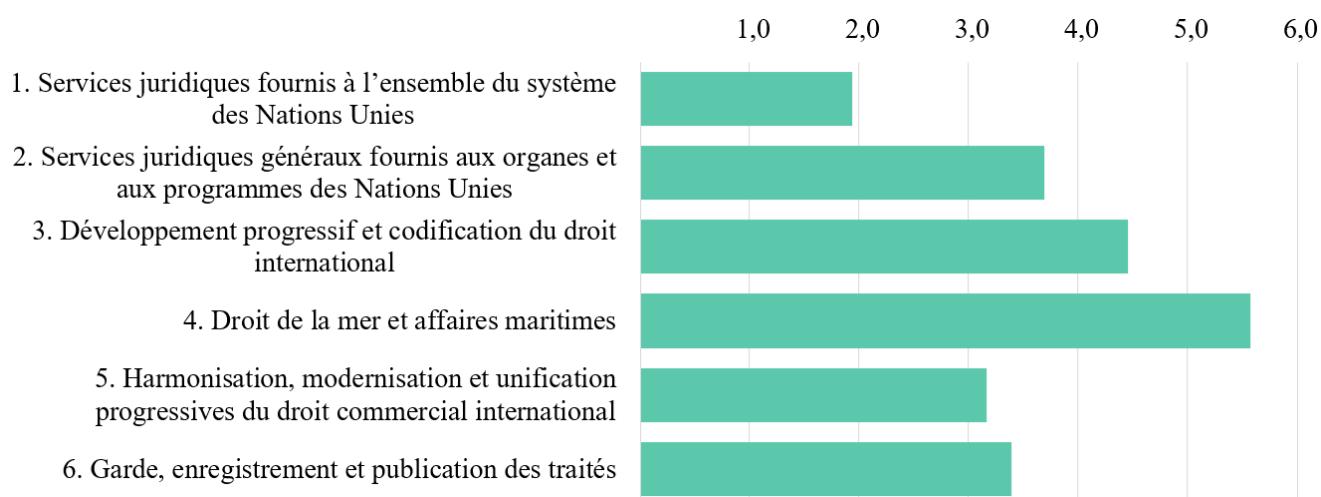 1,0 2,0 3,0 4,0 5,0 6,0
1. Services juridiques fournis à l’ensemble du système
des Nations Unies
2. Services juridiques généraux fournis aux organes et
aux programmes des Nations Unies
3. Développement progressif et codification du droit
international
4. Droit de la mer et affaires maritimes
5. Harmonisation, modernisation et unification
progressives du droit commercial international
6. Garde, enregistrement et publication des traités